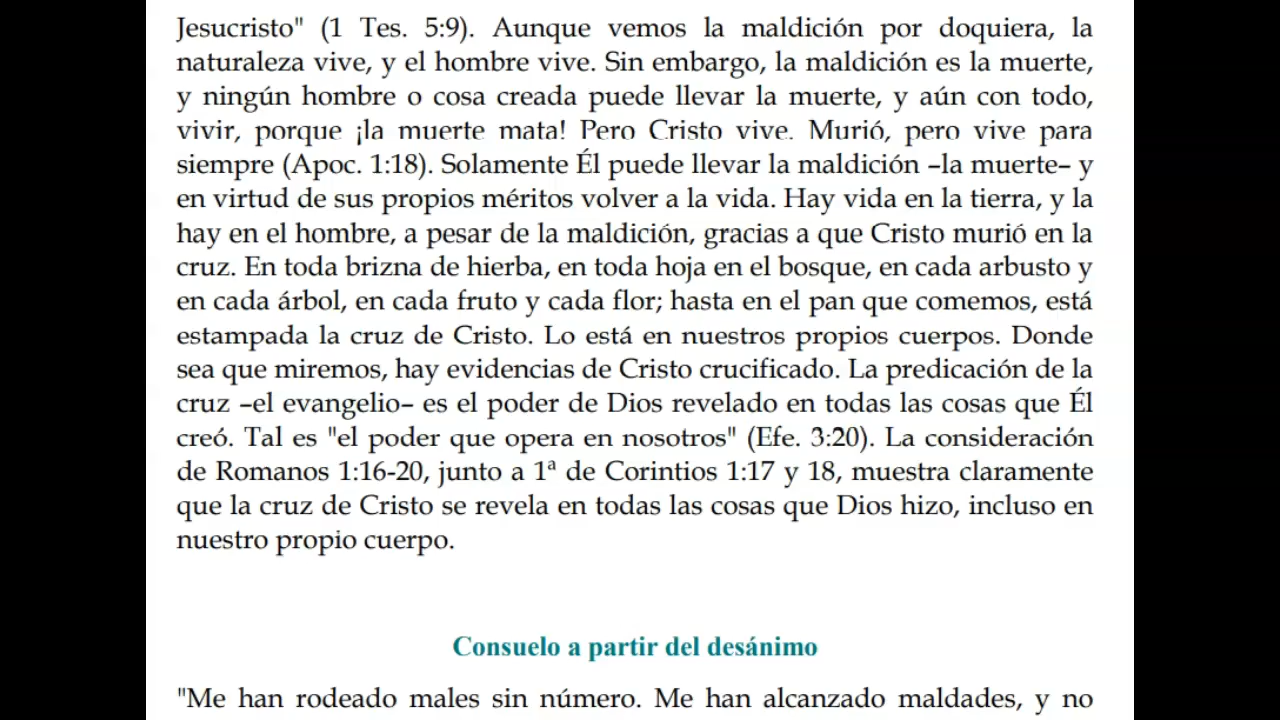 Jesucristo" (1 Tes. 5:9). Aunque vemos la maldición por doquiera, la
naturaleza vive, y el hombre vive. Sin embargo, la maldición es la muerte,
y ningún hombre o cosa creada puede llevar la muerte, y aún con todo,
vivir, porque ¡la muerte mata! Pero Cristo vive. Murió, pero vive para
siempre (Apoc. 1:18). Solamente Él puede llevar la maldición –la muerte– y
en virtud de sus propios méritos volver a la vida. Hay vida en la tierra, y la
hay en el hombre, a pesar de la maldición, gracias a que Cristo murió en la
cruz. En toda brizna de hierba, en toda hoja en el bosque, en cada arbusto y
en cada árbol, en cada fruto y cada flor; hasta en el pan que comemos, está
estampada la cruz de Cristo. Lo está en nuestros propios cuerpos. Donde
sea que miremos, hay evidencias de Cristo crucificado. La predicación de la
cruz –el evangelio– es el poder de Dios revelado en todas las cosas que Él
creó. Tal es "el poder que opera en nosotros" (Efe. 3:20). La consideración
de Romanos 1:16-20, junto a 1ª de Corintios 1:17 y 18, muestra claramente
que la cruz de Cristo se revela en todas las cosas que Dios hizo, incluso en
nuestro propio cuerpo.
Consuelo a partir del desánimo
"Me han rodeado males sin número. Me han alcanzado maldades, y no